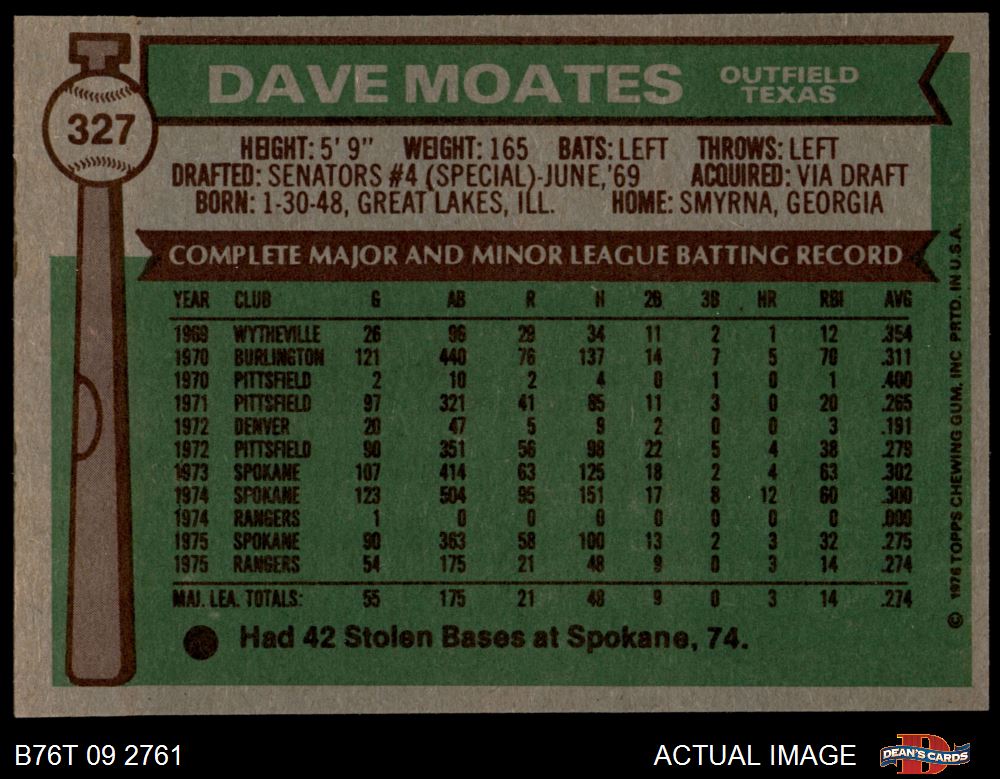 DAVE MOATES
OUTFIELD
TEXAS
327
HEIGHT: 5' 9" WEIGHT: 165 BATS: LEFT THROWS: LEFT
DRAFTED: SENATORS #4 (SPECIAL)-JUNE,'69 ACQUIRED: VIA DRAFT
BORN: 1-30-48, GREAT LAKES, ILL. HOME: SMYRNA, GEORGIA
COMPLETE MAJOR AND MINOR LEAGUE BATTING RECORD
YEAR CLUB G AB R H 2B 3B HR RBI AVG
1969 WYTHEVILLE 26 96 29 34 11 2 1 12 .354
1970 BURLINGTON 121 440 76 137 14 7 5 70 .311
1970 PITTSFIELD 2 10 2 4 0 1 0 1 .400
1971 PITTSFIELD 97 321 41 85 11 3 0 20 .265
1972 DENVER 20 47 5 9 2 0 0 3 .191
1972 PITTSFIELD 90 351 56 98 22 5 4 38 .279
1973 SPOKANE 107 414 63 125 18 2 4 63 .302
1974 SPOKANE 123 504 95 151 17 8 12 60 .300
1974 RANGERS 1 0 0 0 0 0 0 0 .000
1975 SPOKANE 90 363 58 100 13 2 3 32 .275
1975 RANGERS 54 175 21 48 9 0 3 14 .274
MAJ. LEA. TOTALS: 55 175 21 48 9 0 3 14 .274
Had 42 Stolen Bases at Spokane, 74.
© 1976 TOPPS CHEWING GUM, INC PRTD. IN U.S.A.
B76T 09 2761
ACTUAL IMAGE
DEAN'S CARDS